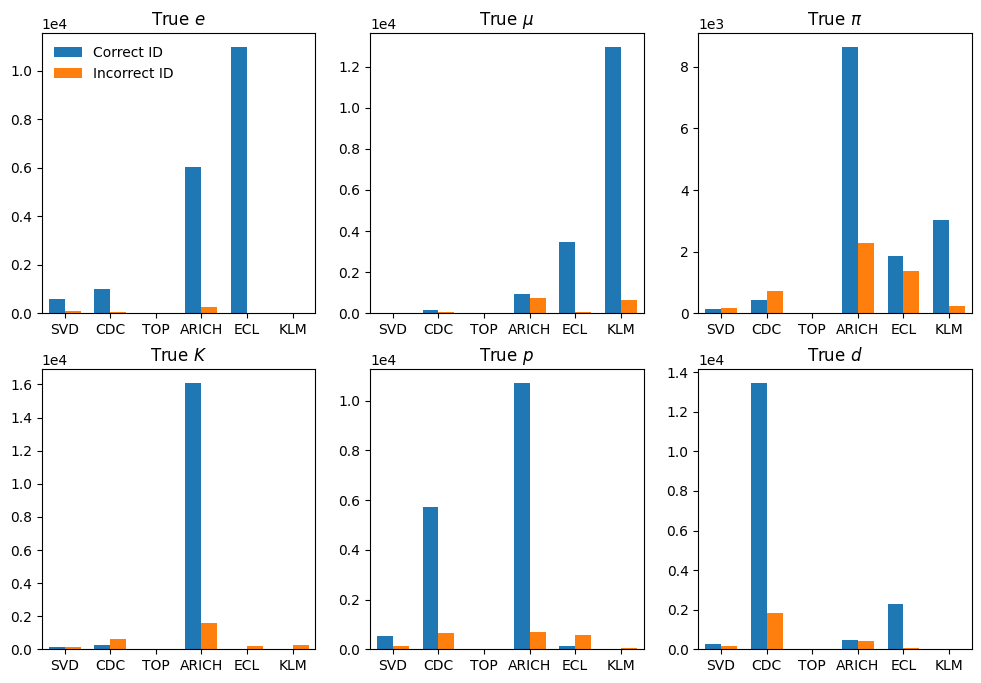 True e
1e4
Correct ID
Incorrect ID
1.0
0.8
0.6
0.4
0.2
0.0
SVD CDC TOP ARICH ECL KLM
True μ
1e4
1.2
1.0
0.8
0.6
0.4
0.2
0.0
SVD CDC TOP ARICH ECL KLM
True π
1e3
8
6
4
2
0
SVD CDC TOP ARICH ECL KLM
True K
1e4
1.6
1.4
1.2
1.0
0.8
0.6
0.4
0.2
0.0
SVD CDC TOP ARICH ECL KLM
True p
1e4
1.0
0.8
0.6
0.4
0.2
0.0
SVD CDC TOP ARICH ECL KLM
True d
1e4
1.4
1.2
1.0
0.8
0.6
0.4
0.2
0.0
SVD CDC TOP ARICH ECL KLM